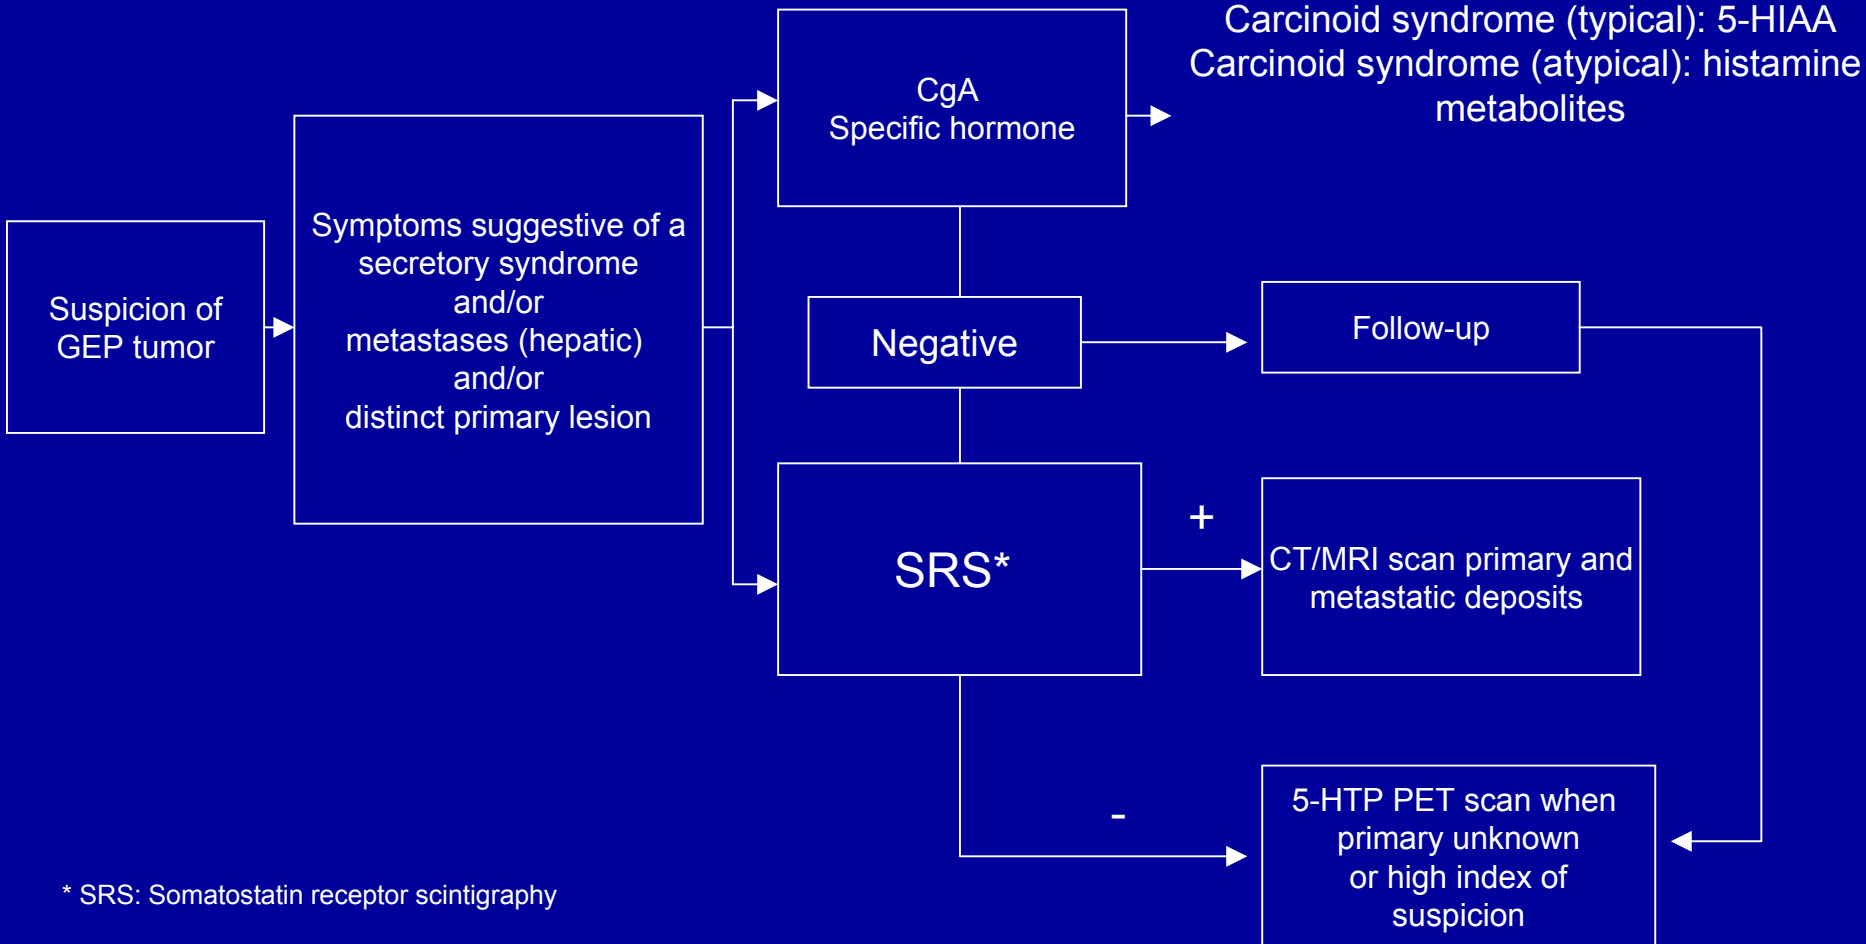 Carcinoid syndrome (typical): 5-HIAA
Carcinoid syndrome (atypical): histamine
metabolites
CgA
Specific hormone
Suspicion of
GEP tumor
Symptoms suggestive of a
secretory syndrome
and/or
metastases (hepatic)
and/or
distinct primary lesion
Negative
Follow-up
SRS*
+
CT/MRI scan primary and
metastatic deposits
-
5-HTP PET scan when
primary unknown
or high index of
suspicion
* SRS: Somatostatin receptor scintigraphy